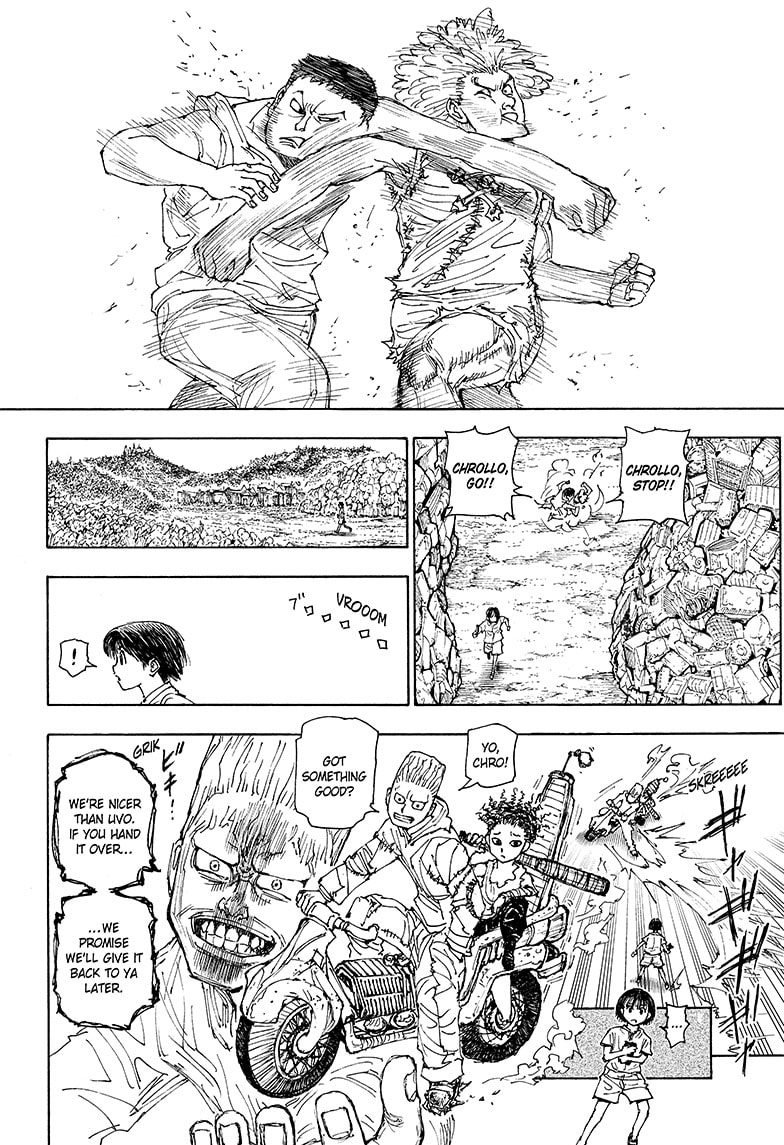 CHROLLO,
STOP!!
CHROLLO,
GO!!
VROOOM
!
SKREEEEE
YO,
CHRO!
GOT
SOMETHING
GOOD?
GRIK
ビキ!
WE'RE NICER
THAN UVO.
IF YOU HAND
IT OVER...
...WE
PROMISE
WE'LL GIVE IT
BACK TO YA
LATER.
....